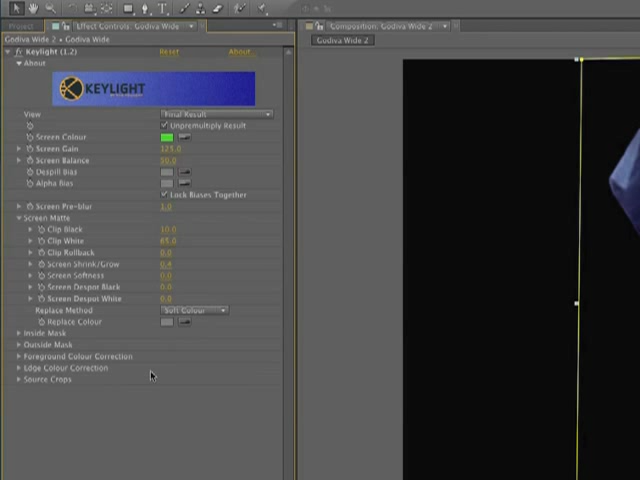 Project Effect Controls: Godiva Wide Composition: Godiva Wide 2
Godiva Wide 2 • Godiva Wide Godiva Wide 2
fx Keylight (1.2) Reset About...
About
KEYLIGHT
View Final Result
Unpremultiply Result
Screen Colour
Screen Gain 125.0
Screen Balance 50.0
Despill Bias
Alpha Bias
Lock Biases Together
Screen Pre-blur 1.0
Screen Matte
Clip Black 10.0
Clip White 65.0
Clip Rollback 0.0
Screen Shrink/Grow 0.4
Screen Softness 0.0
Screen Despot Black 0.0
Screen Despot White 0.0
Replace Method Soft Colour
Replace Colour
Inside Mask
Outside Mask
Foreground Colour Correction
Edge Colour Correction
Source Crops